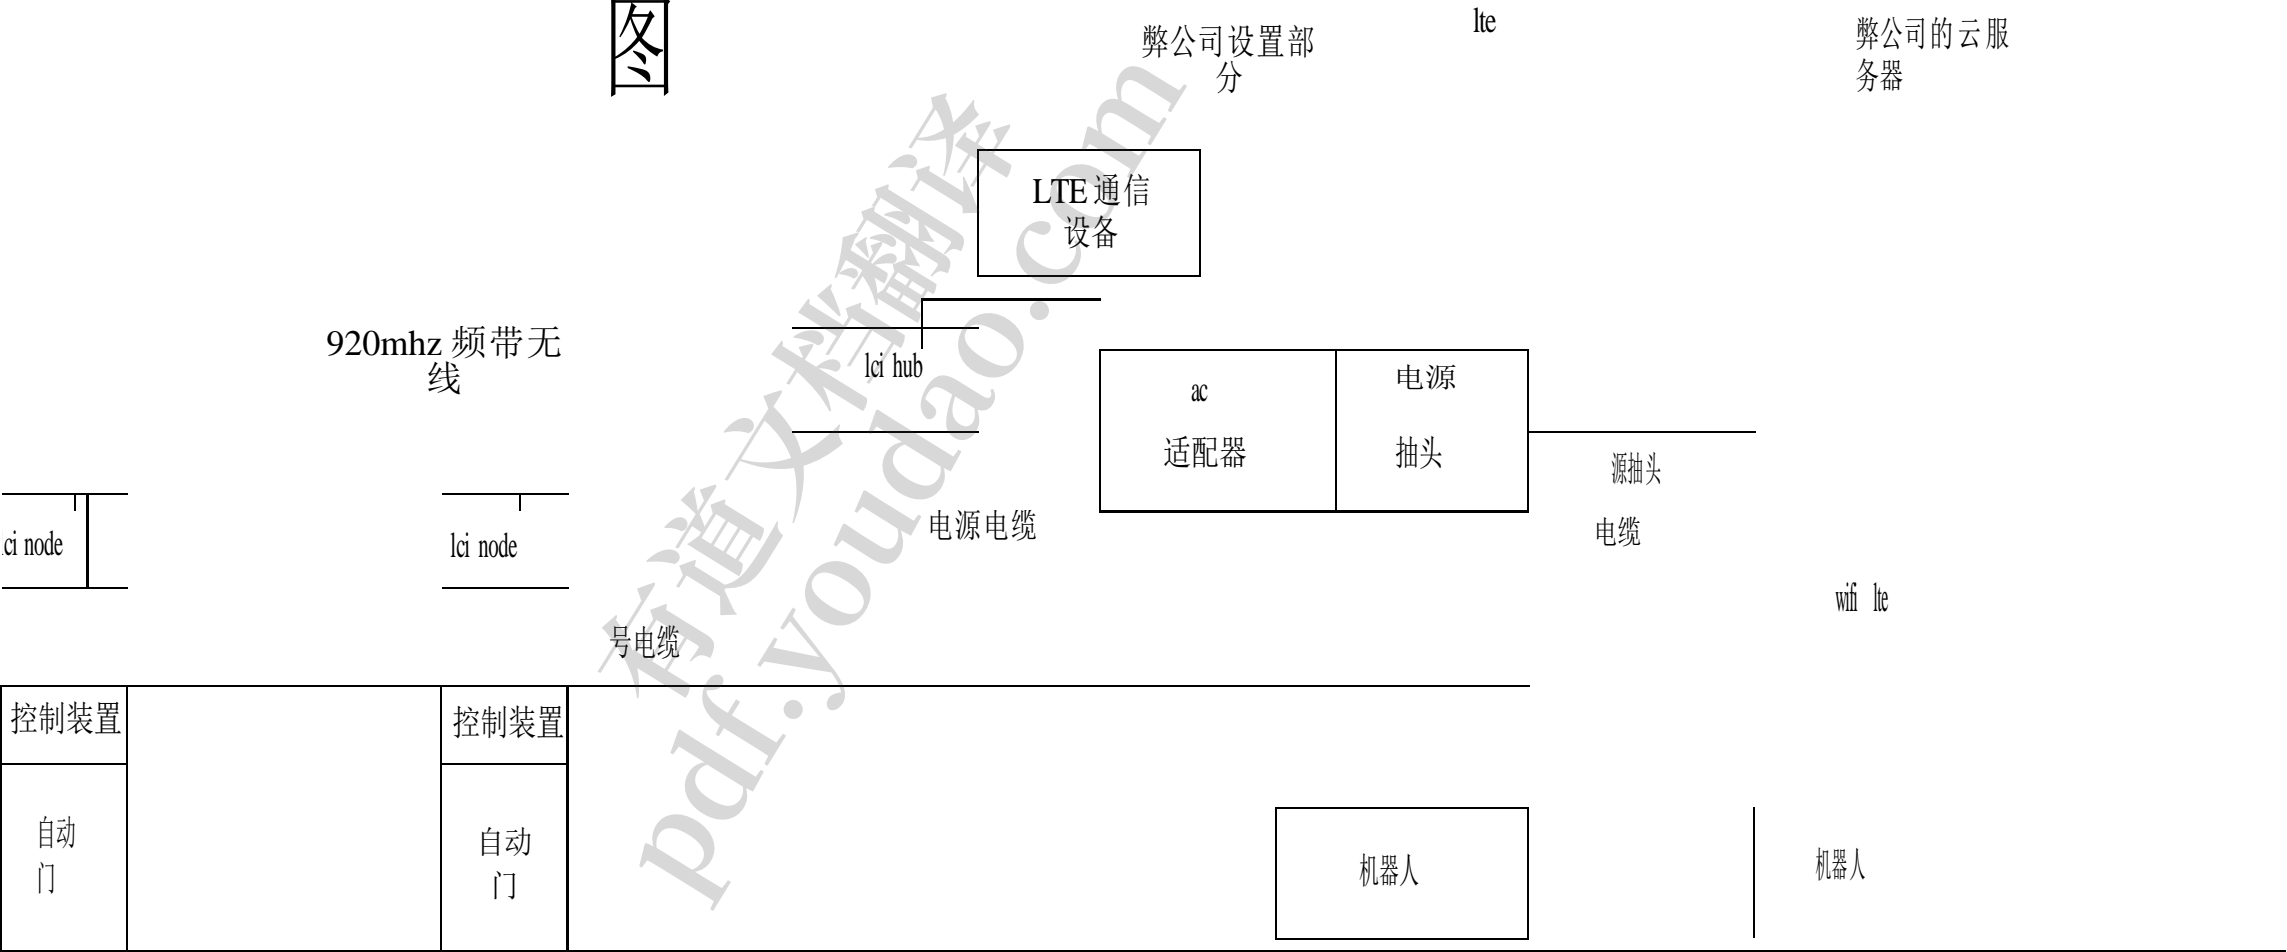 图
弊公司设置部
分
lte
弊公司的云服
务器
LTE通信
设备
920mhz 频带无
线
lci hub
ac
适配器
电源
抽头
源抽头
电缆
电源电缆
ci node
lci node
wifi lte
号电缆
控制装置
控制装置
自动
门
自动
门
机器人
机器人
有道文档翻译
pdf.youdao.com